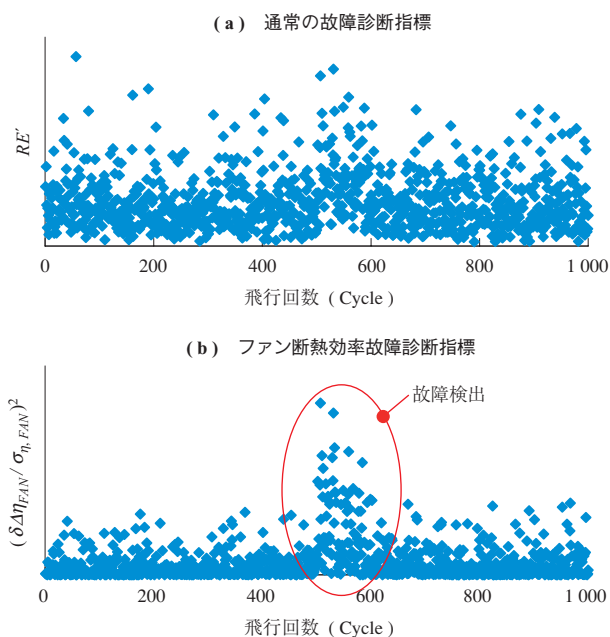 ( a ) 通常の故障診断指標
RE′
0 200 400 600 800 1 000
飛行回数 ( Cycle )
( b ) ファン断熱効率故障診断指標
故障検出
( δΔη_FAN / σ_η, FAN )²
0 200 400 600 800 1 000
飛行回数 ( Cycle )